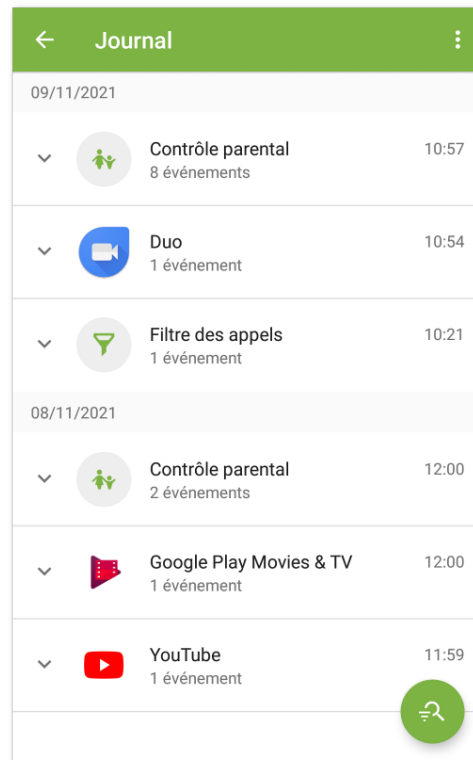 Journal
09/11/2021
Contrôle parental 10:57
8 événements
Duo 10:54
1 événement
Filtre des appels 10:21
1 événement
08/11/2021
Contrôle parental 12:00
2 événements
Google Play Movies & TV 12:00
1 événement
YouTube 11:59
1 événement